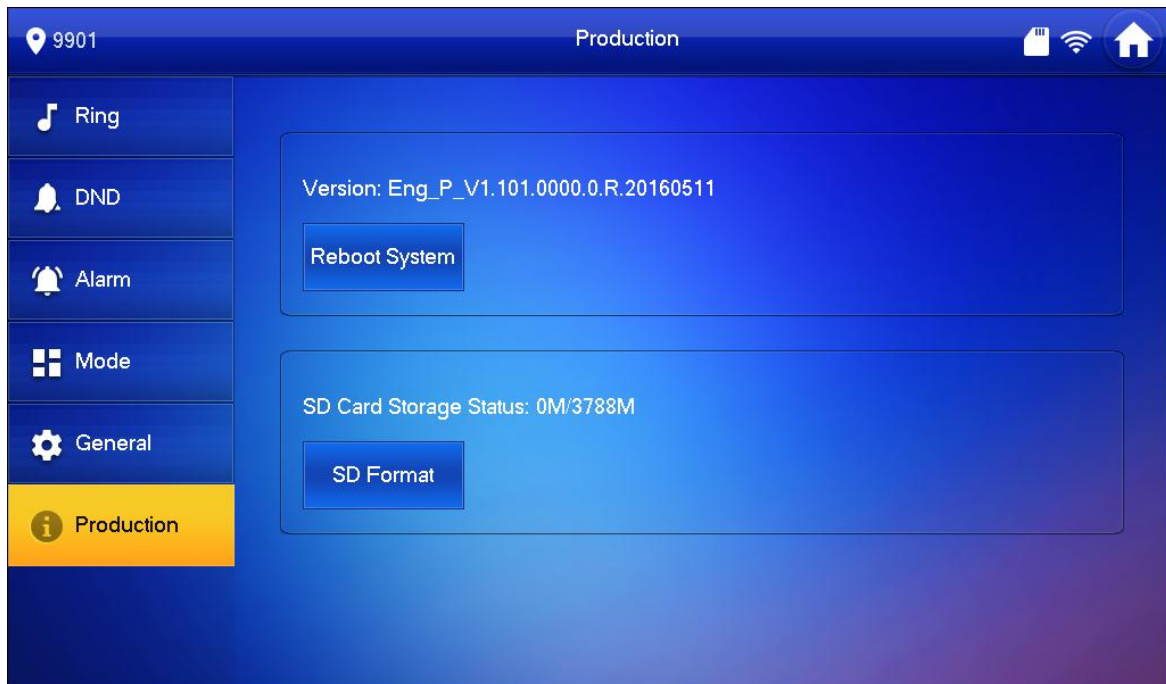 9901
Production
Ring
DND
Alarm
Mode
General
Production
Version: Eng_P_V1.101.0000.0.R.20160511
Reboot System
SD Card Storage Status: 0M/3788M
SD Format